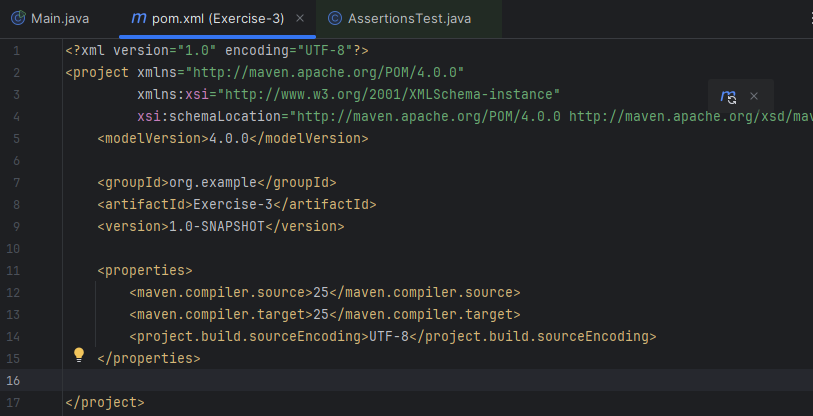 Main.java
pom.xml (Exercise-3)
AssertionsTest.java
1 <?xml version="1.0" encoding="UTF-8"?>
2 <project xmlns="http://maven.apache.org/POM/4.0.0"
3 xmlns:xsi="http://www.w3.org/2001/XMLSchema-instance"
4 xsi:schemaLocation="http://maven.apache.org/POM/4.0.0 http://maven.apache.org/xsd/mav
5 <modelVersion>4.0.0</modelVersion>
6
7 <groupId>org.example</groupId>
8 <artifactId>Exercise-3</artifactId>
9 <version>1.0-SNAPSHOT</version>
10
11 <properties>
12 <maven.compiler.source>25</maven.compiler.source>
13 <maven.compiler.target>25</maven.compiler.target>
14 <project.build.sourceEncoding>UTF-8</project.build.sourceEncoding>
15 </properties>
16
17 </project>